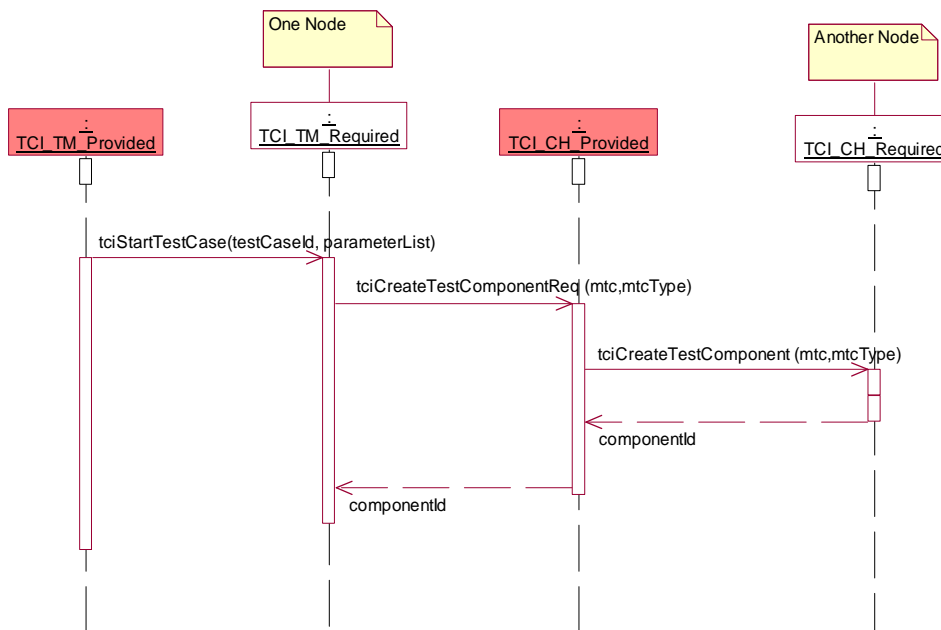 One Node
Another Node
:
TCI_TM_Provided
:
TCI_TM_Required
:
TCI_CH_Provided
:
TCI_CH_Required
tciStartTestCase(testCaseId, parameterList)
tciCreateTestComponentReq (mtc,mtcType)
tciCreateTestComponent (mtc,mtcType)
componentId
componentId